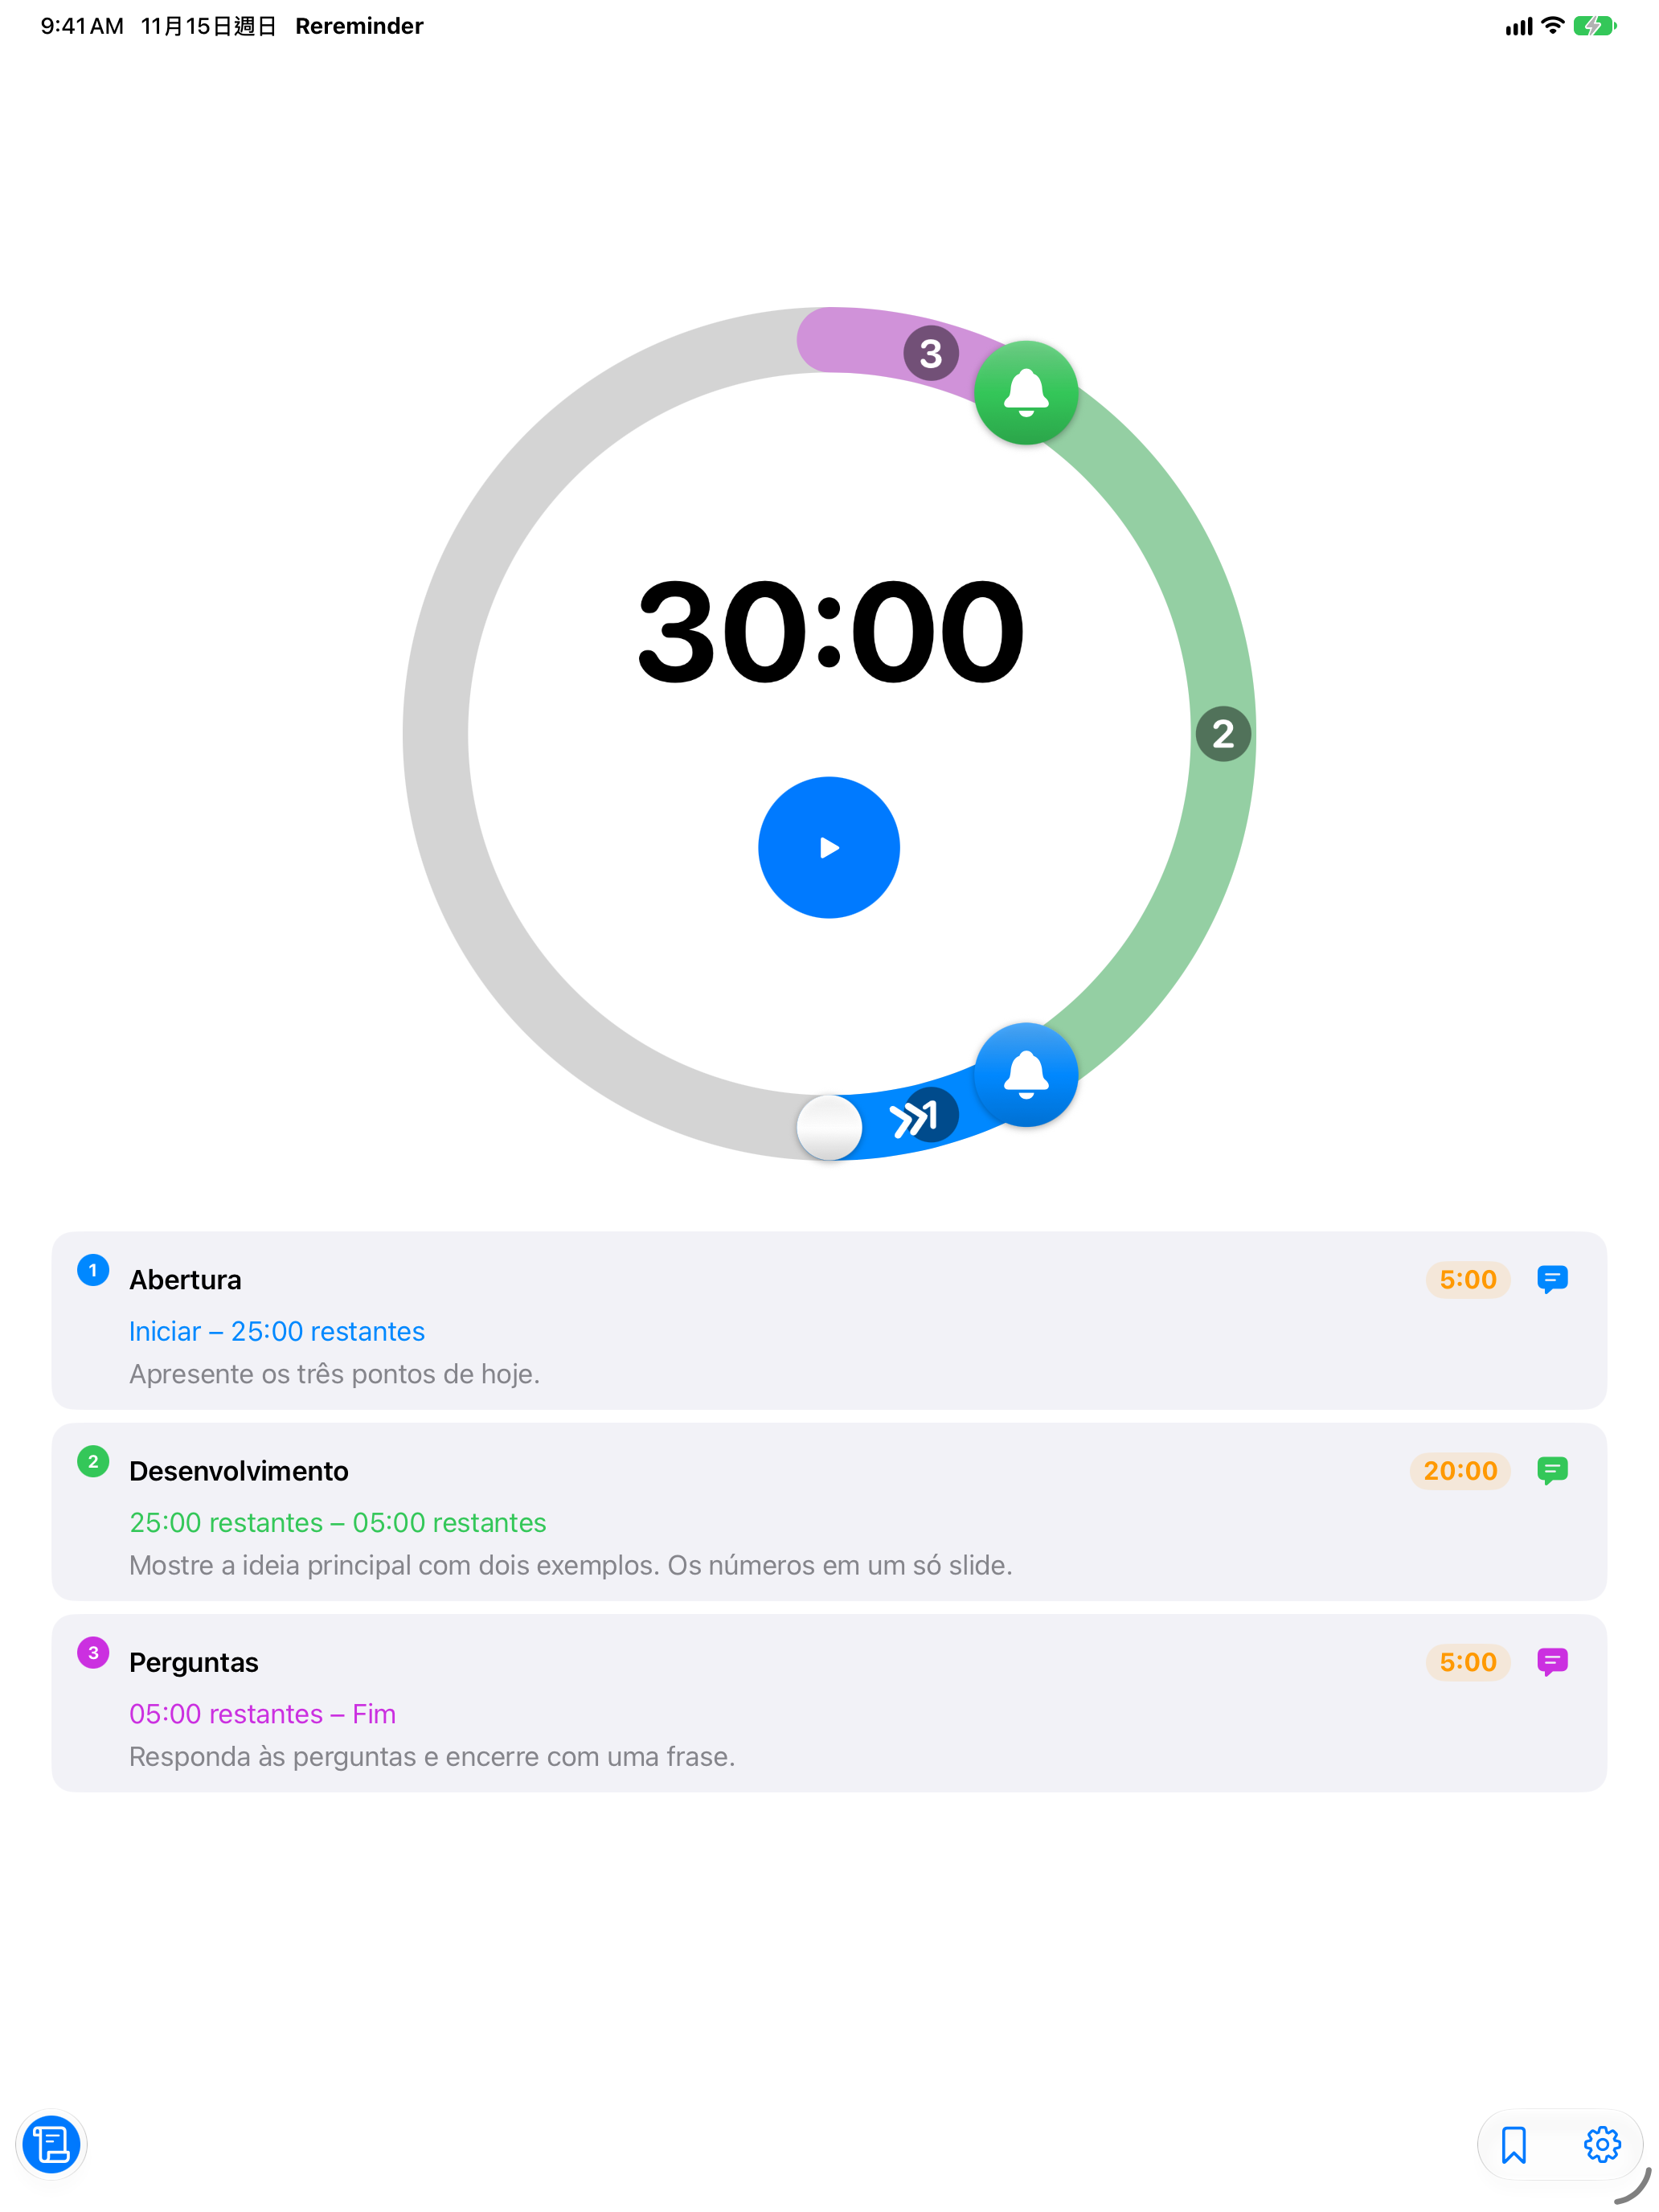 9:41 AM 11月15日週日 Rereminder
3
30:00
2
1
1 Abertura 5:00
Iniciar – 25:00 restantes
Apresente os três pontos de hoje.
2 Desenvolvimento 20:00
25:00 restantes – 05:00 restantes
Mostre a ideia principal com dois exemplos. Os números em um só slide.
3 Perguntas 5:00
05:00 restantes – Fim
Responda às perguntas e encerre com uma frase.